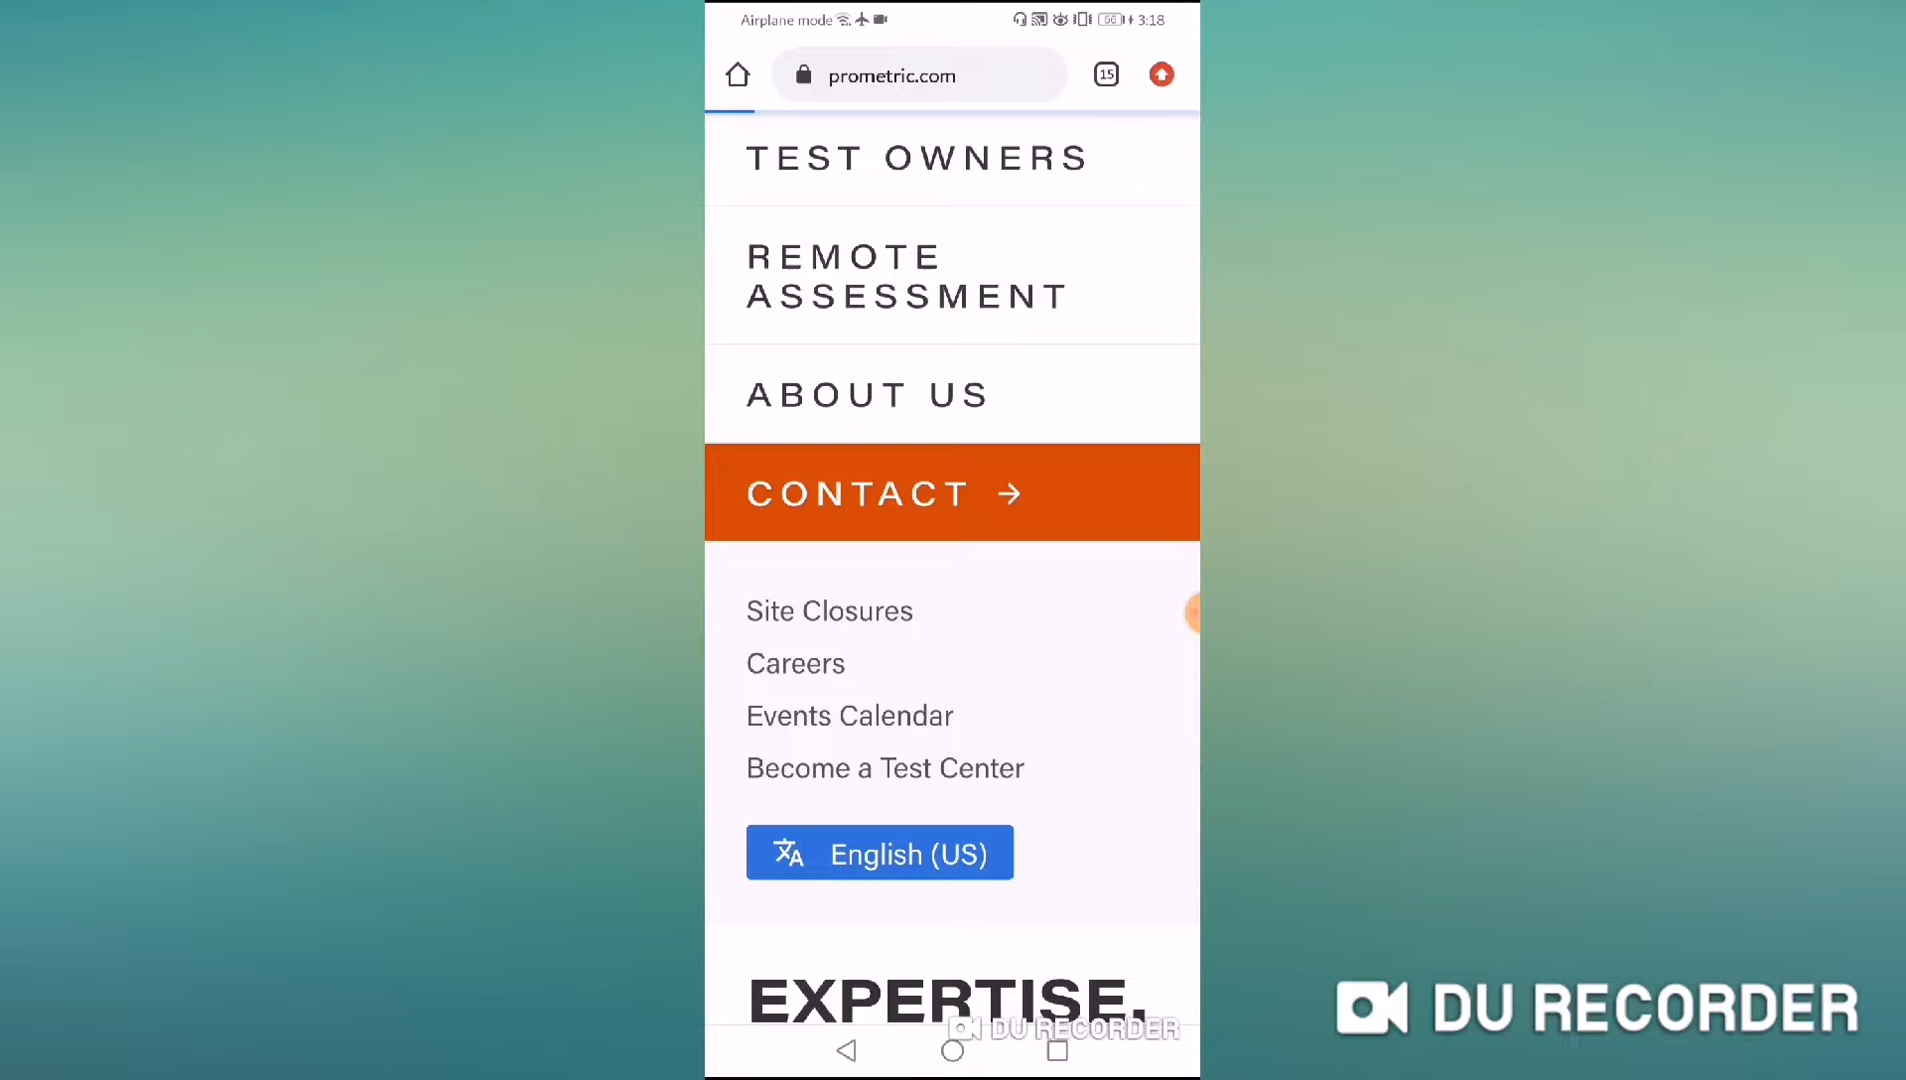 Airplane mode
66
3:18
prometric.com
15
TEST OWNERS
REMOTE
ASSESSMENT
ABOUT US
CONTACT →
Site Closures
Careers
Events Calendar
Become a Test Center
English (US)
EXPERTISE.
DU RECORDER
DU RECORDER